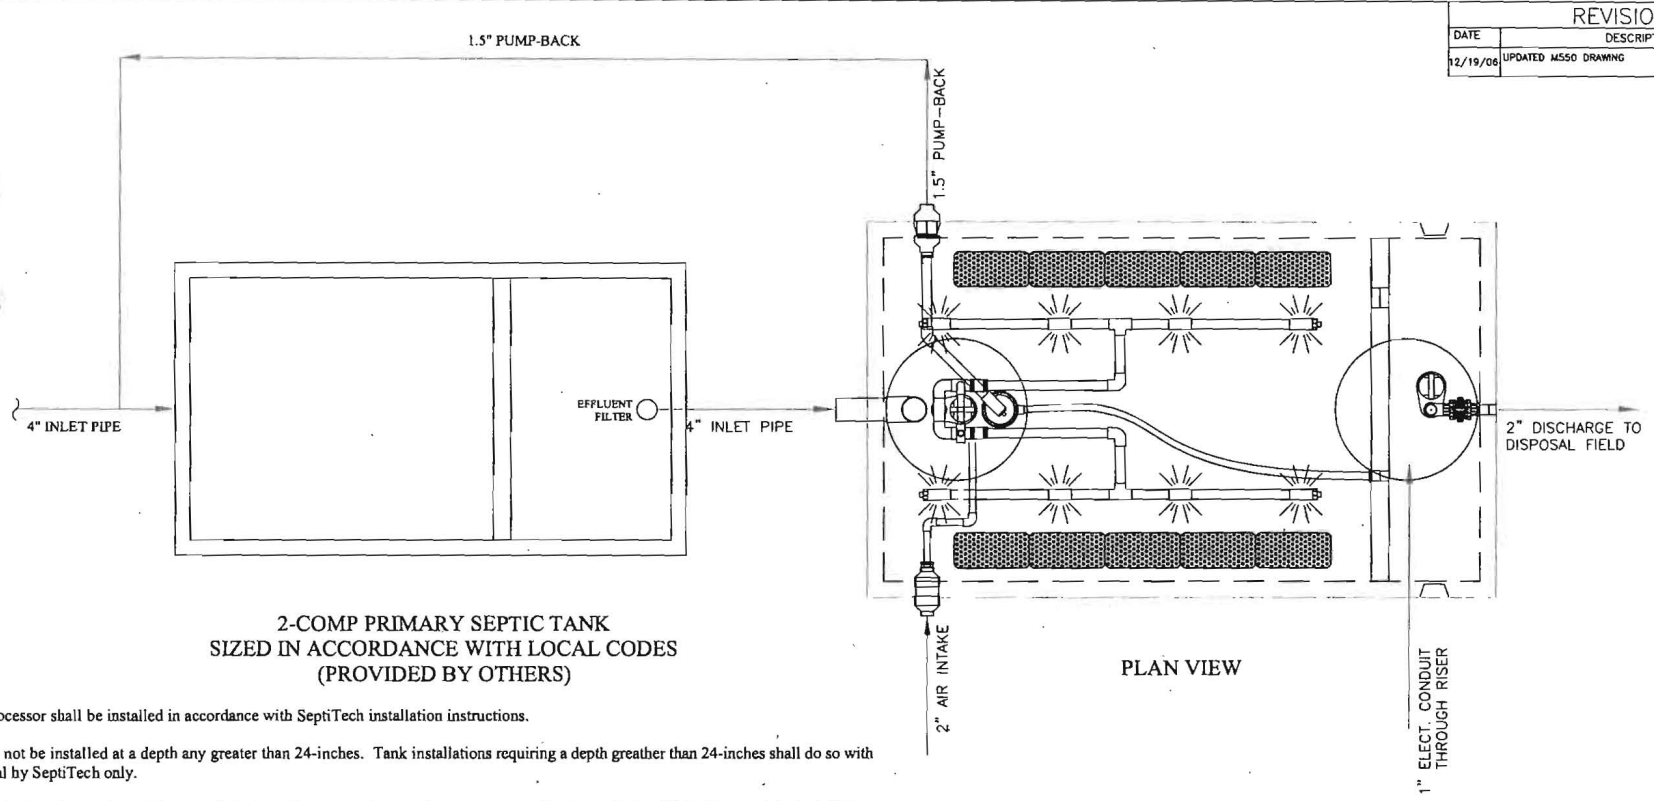 REVISIO
DATE
DESCRIP
12/19/06
UPDATED M550 DRAWING
1.5" PUMP-BACK
1.5" PUMP-BACK
4" INLET PIPE
EFFLUENT
FILTER
4" INLET PIPE
2" DISCHARGE TO
DISPOSAL FIELD
2-COMP PRIMARY SEPTIC TANK
SIZED IN ACCORDANCE WITH LOCAL CODES
(PROVIDED BY OTHERS)
2" AIR INTAKE
PLAN VIEW
1" ELECT. CONDUIT
THROUGH RISER
ocessor shall be installed in accordance with SeptiTech installation instructions.
not be installed at a depth any greater than 24-inches. Tank installations requiring a depth greather than 24-inches shall do so with
l by SeptiTech only.